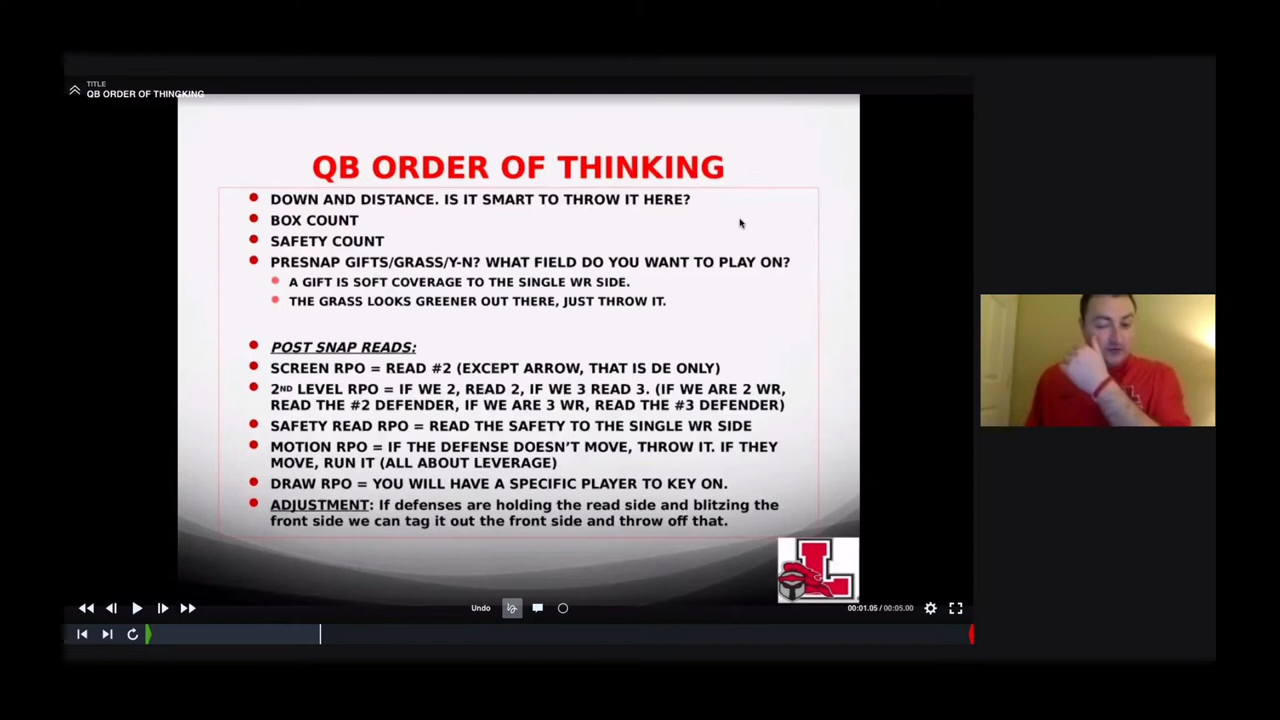 TITLE
QB ORDER OF THINGKING
QB ORDER OF THINKING
DOWN AND DISTANCE. IS IT SMART TO THROW IT HERE?
BOX COUNT
SAFETY COUNT
PRESNAP GIFTS/GRASS/Y-N? WHAT FIELD DO YOU WANT TO PLAY ON?
A GIFT IS SOFT COVERAGE TO THE SINGLE WR SIDE.
THE GRASS LOOKS GREENER OUT THERE, JUST THROW IT.
POST SNAP READS:
SCREEN RPO = READ #2 (EXCEPT ARROW, THAT IS DE ONLY)
2ND LEVEL RPO = IF WE 2, READ 2, IF WE 3 READ 3. (IF WE ARE 2 WR,
READ THE #2 DEFENDER, IF WE ARE 3 WR, READ THE #3 DEFENDER)
SAFETY READ RPO = READ THE SAFETY TO THE SINGLE WR SIDE
MOTION RPO = IF THE DEFENSE DOESN'T MOVE, THROW IT. IF THEY
MOVE, RUN IT (ALL ABOUT LEVERAGE)
DRAW RPO = YOU WILL HAVE A SPECIFIC PLAYER TO KEY ON.
ADJUSTMENT: If defenses are holding the read side and blitzing the
front side we can tag it out the front side and throw off that.
L
Undo
00:01.05 / 00:05.00